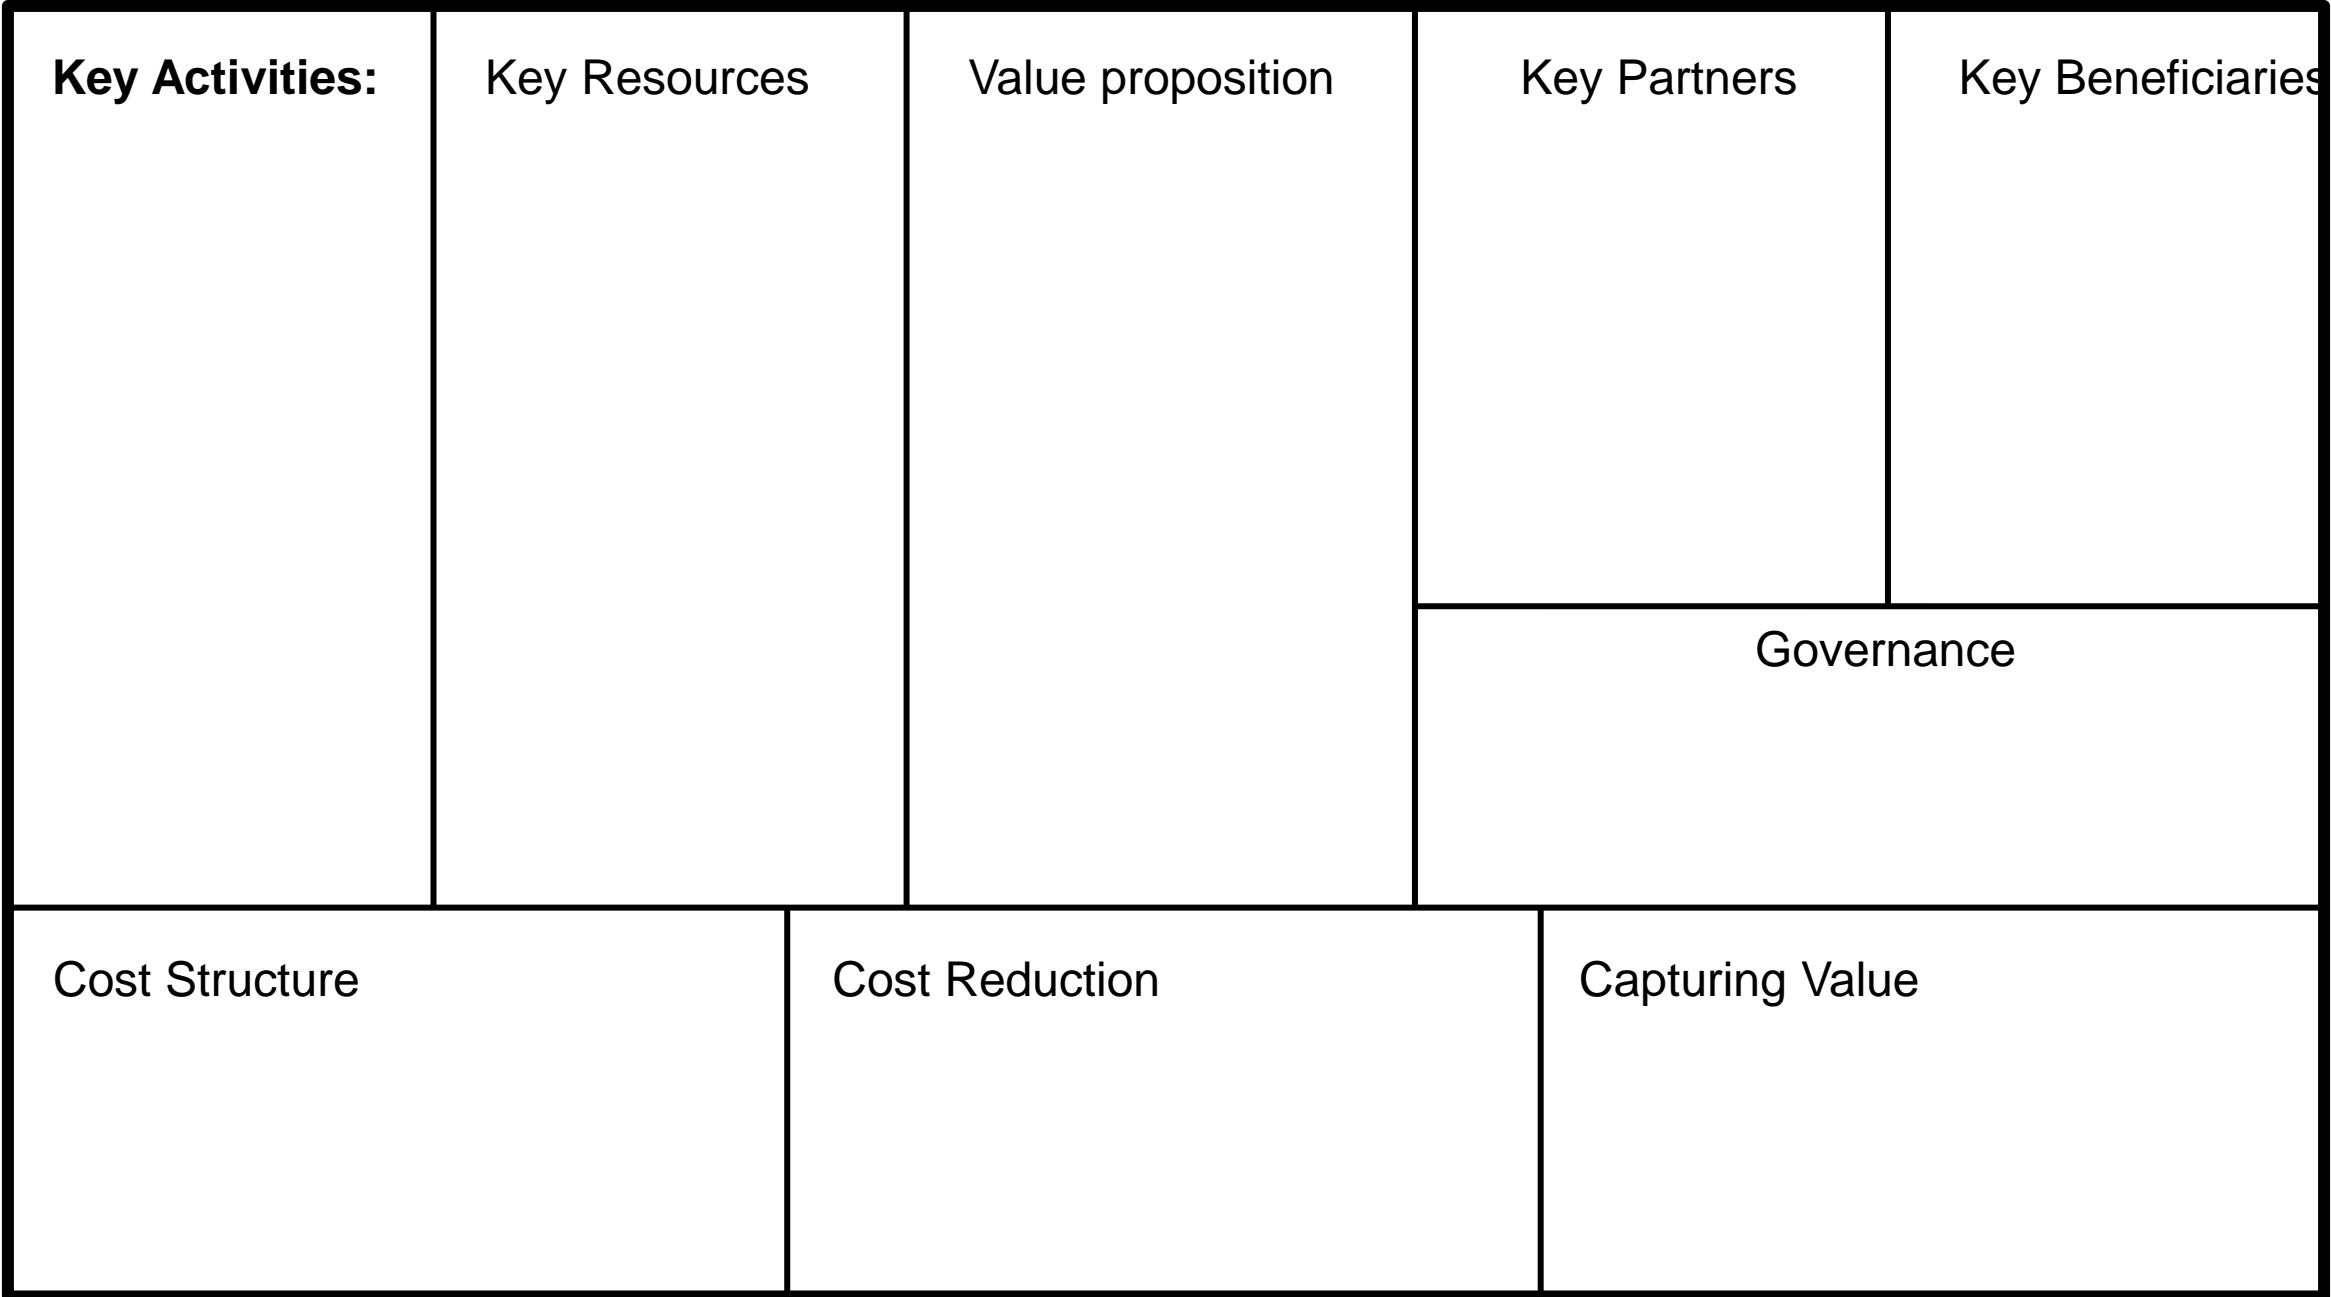 Key Activities:
Key Resources
Value proposition
Key Partners
Key Beneficiaries
Governance
Cost Structure
Cost Reduction
Capturing Value